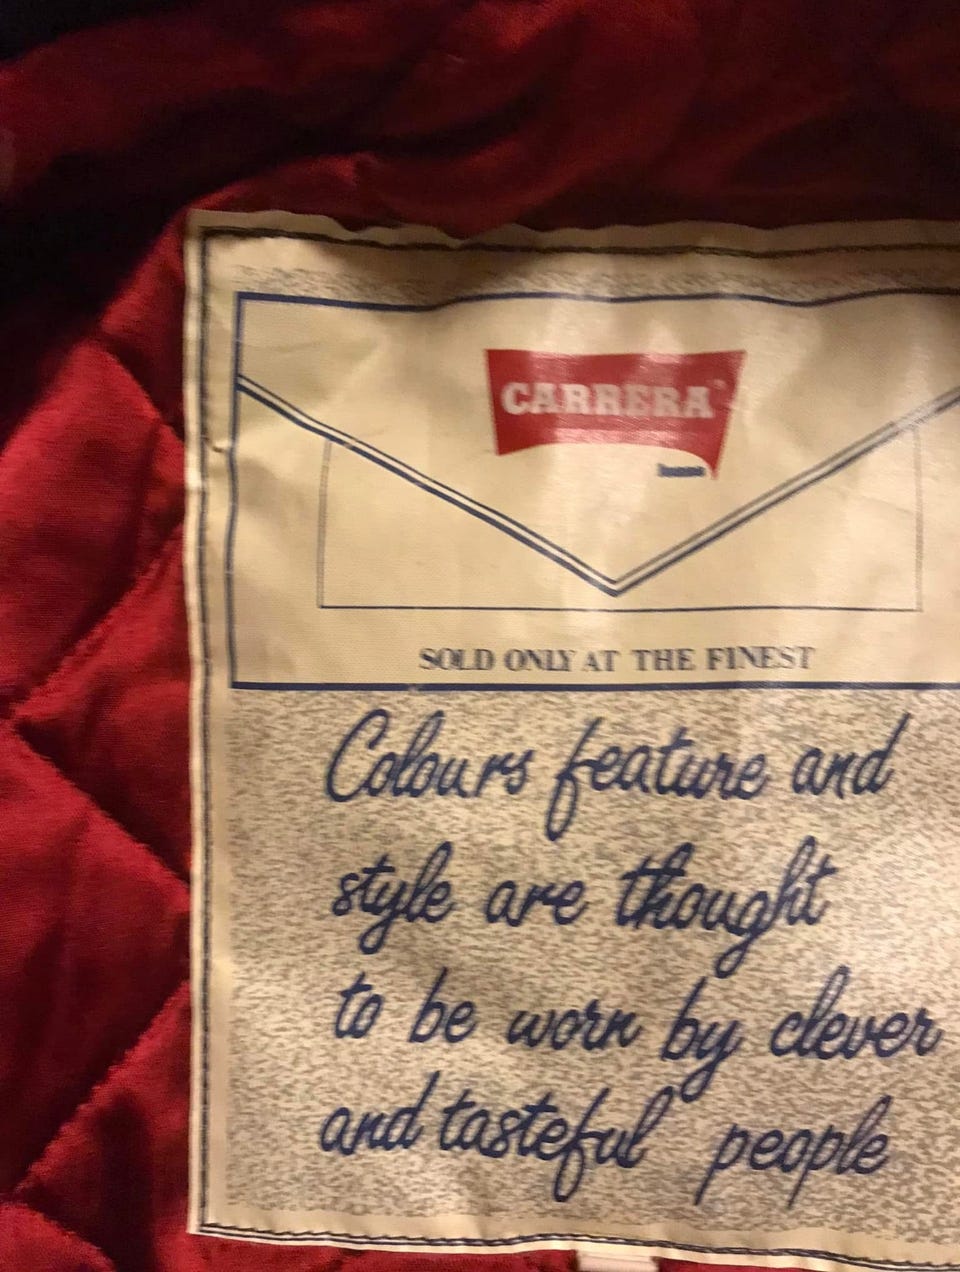 CARRERA
SOLD ONLY AT THE FINEST
Colours feature and
style are thought
to be worn by clever
and tasteful people